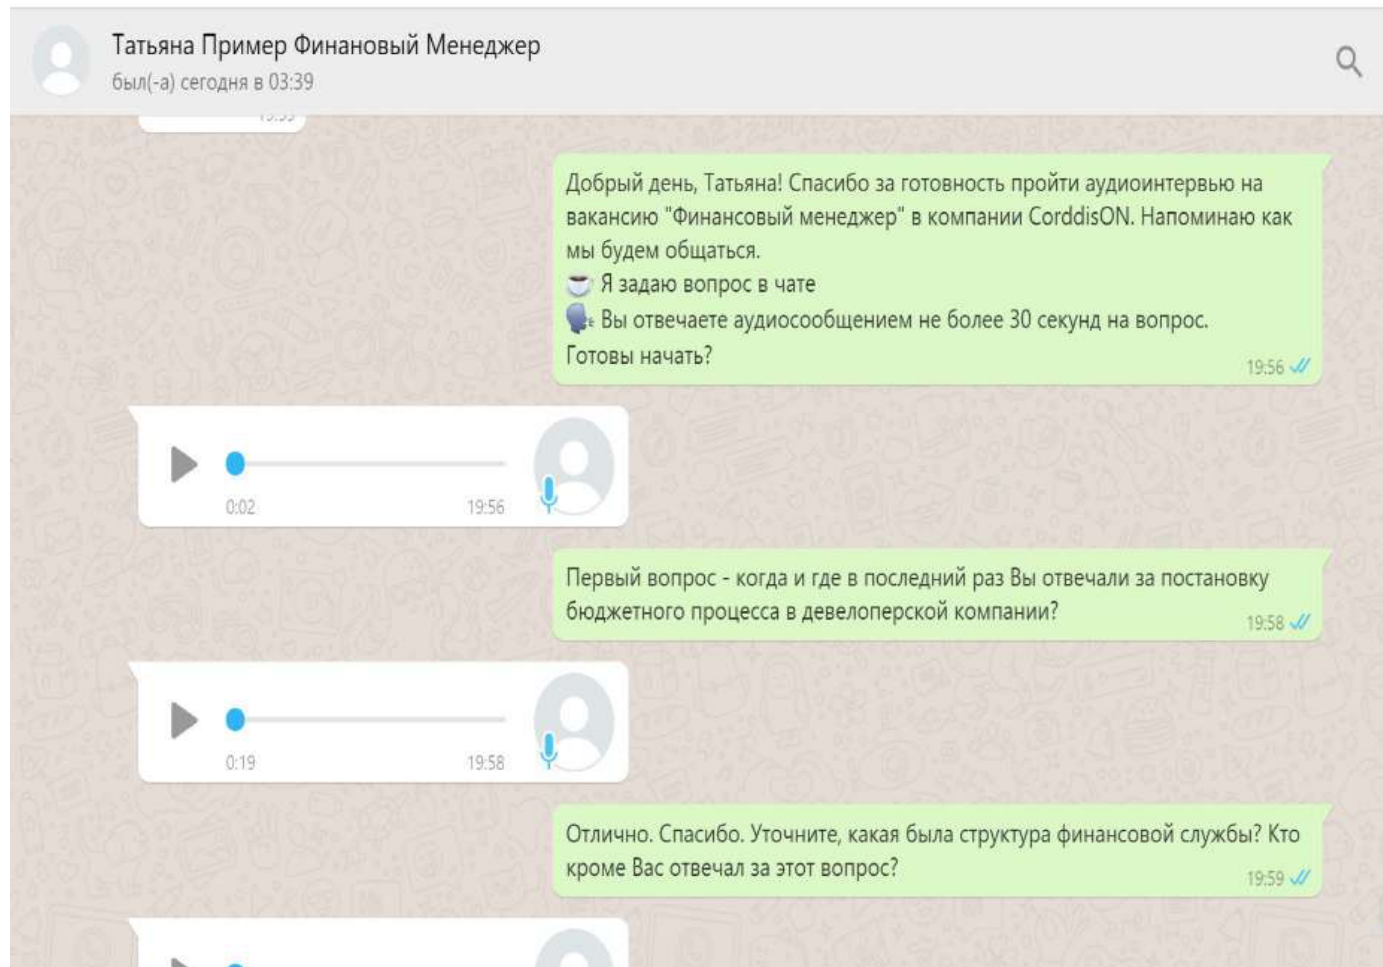 Татьяна Пример Финановый Менеджер
был(-а) сегодня в 03:39
Добрый день, Татьяна! Спасибо за готовность пройти аудиоинтервью на
вакансию "Финансовый менеджер" в компании CorddisON. Напоминаю как
мы будем общаться.
☕ Я задаю вопрос в чате
🗣 Вы отвечаете аудиосообщением не более 30 секунд на вопрос.
Готовы начать?
19:56
0:02 19:56
Первый вопрос - когда и где в последний раз Вы отвечали за постановку
бюджетного процесса в девелоперской компании?
19:58
0:19 19:58
Отлично. Спасибо. Уточните, какая была структура финансовой службы? Кто
кроме Вас отвечал за этот вопрос?
19:59